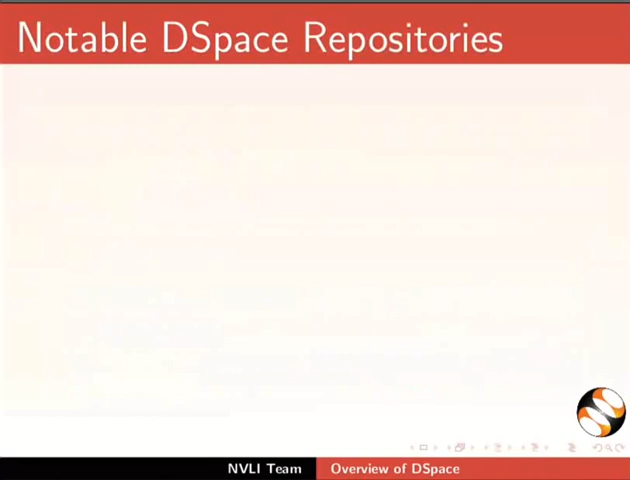 Notable DSpace Repositories
NVLI Team
Overview of DSpace